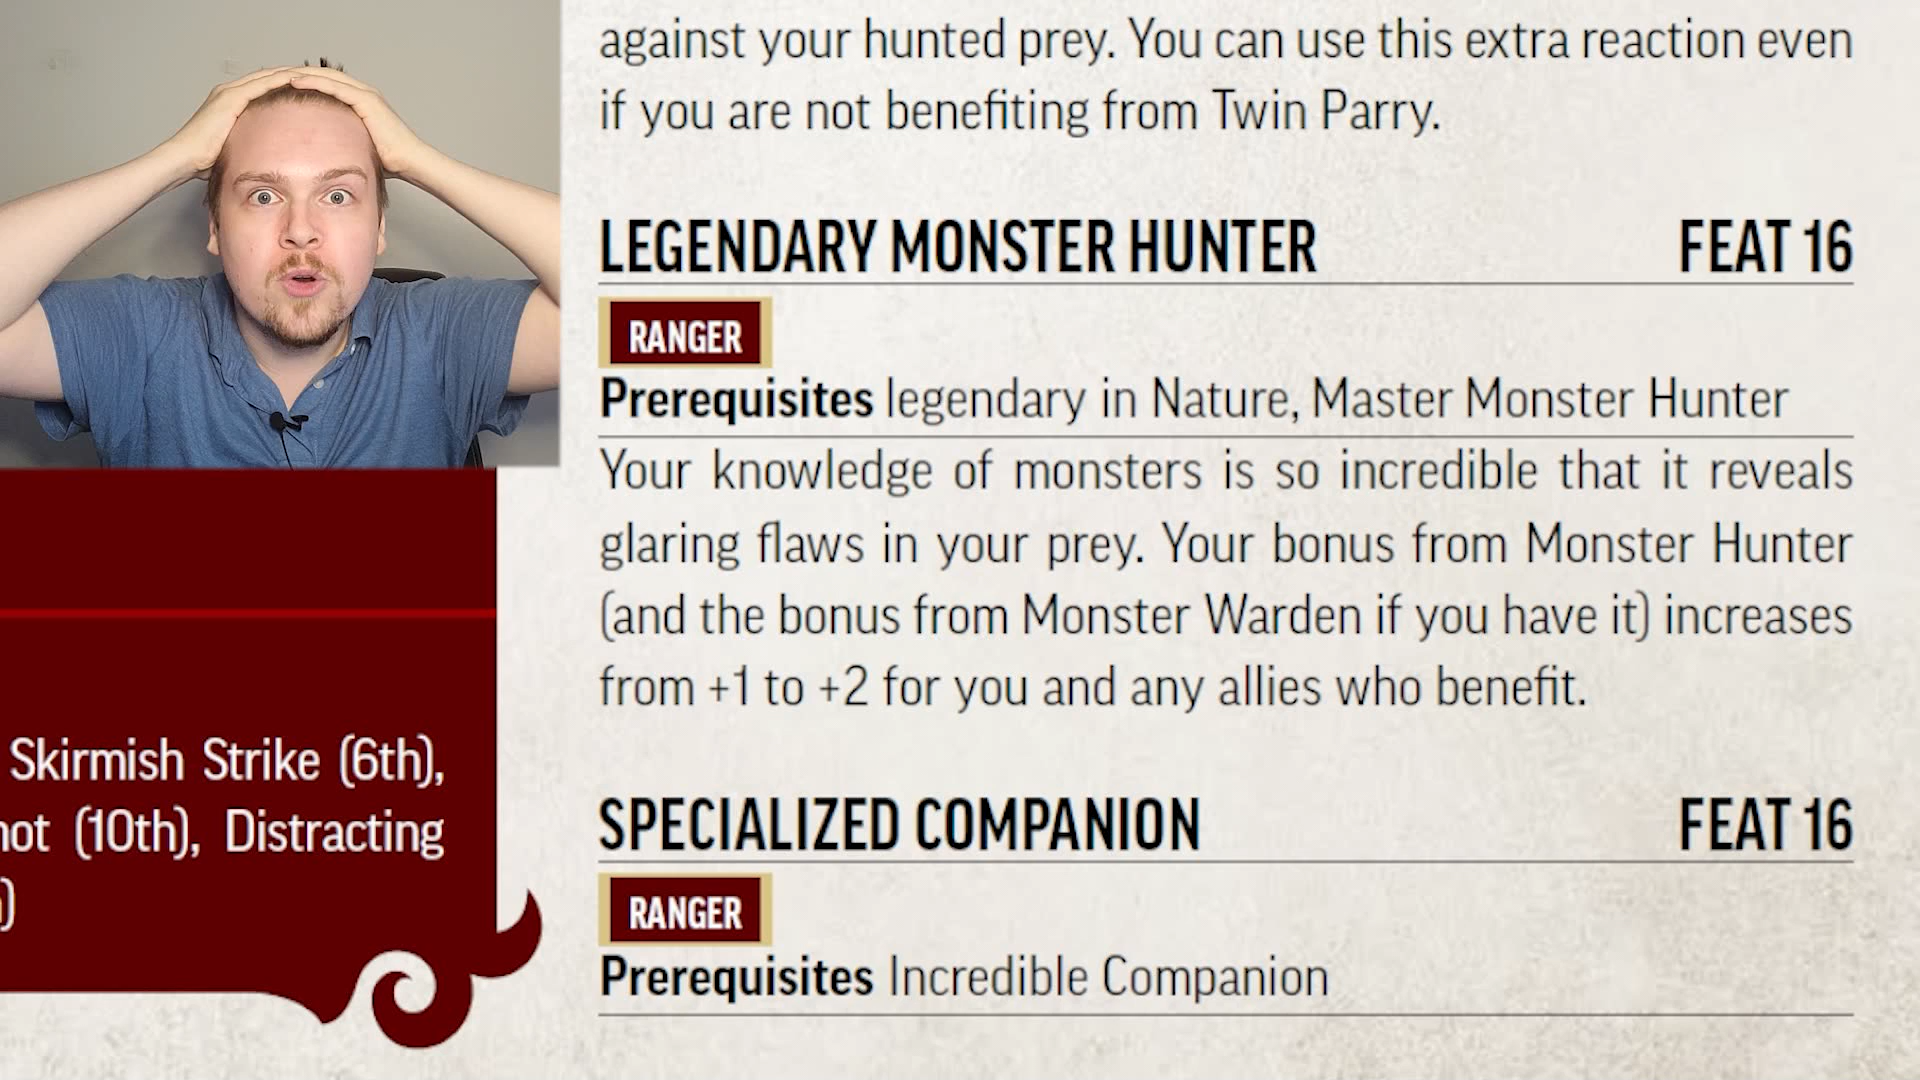 against your hunted prey. You can use this extra reaction even
if you are not benefiting from Twin Parry.
LEGENDARY MONSTER HUNTER FEAT 16
RANGER
Prerequisites legendary in Nature, Master Monster Hunter
Your knowledge of monsters is so incredible that it reveals
glaring flaws in your prey. Your bonus from Monster Hunter
(and the bonus from Monster Warden if you have it) increases
from +1 to +2 for you and any allies who benefit.
SPECIALIZED COMPANION FEAT 16
RANGER
Prerequisites Incredible Companion
Skirmish Strike (6th),
(10th), Distracting